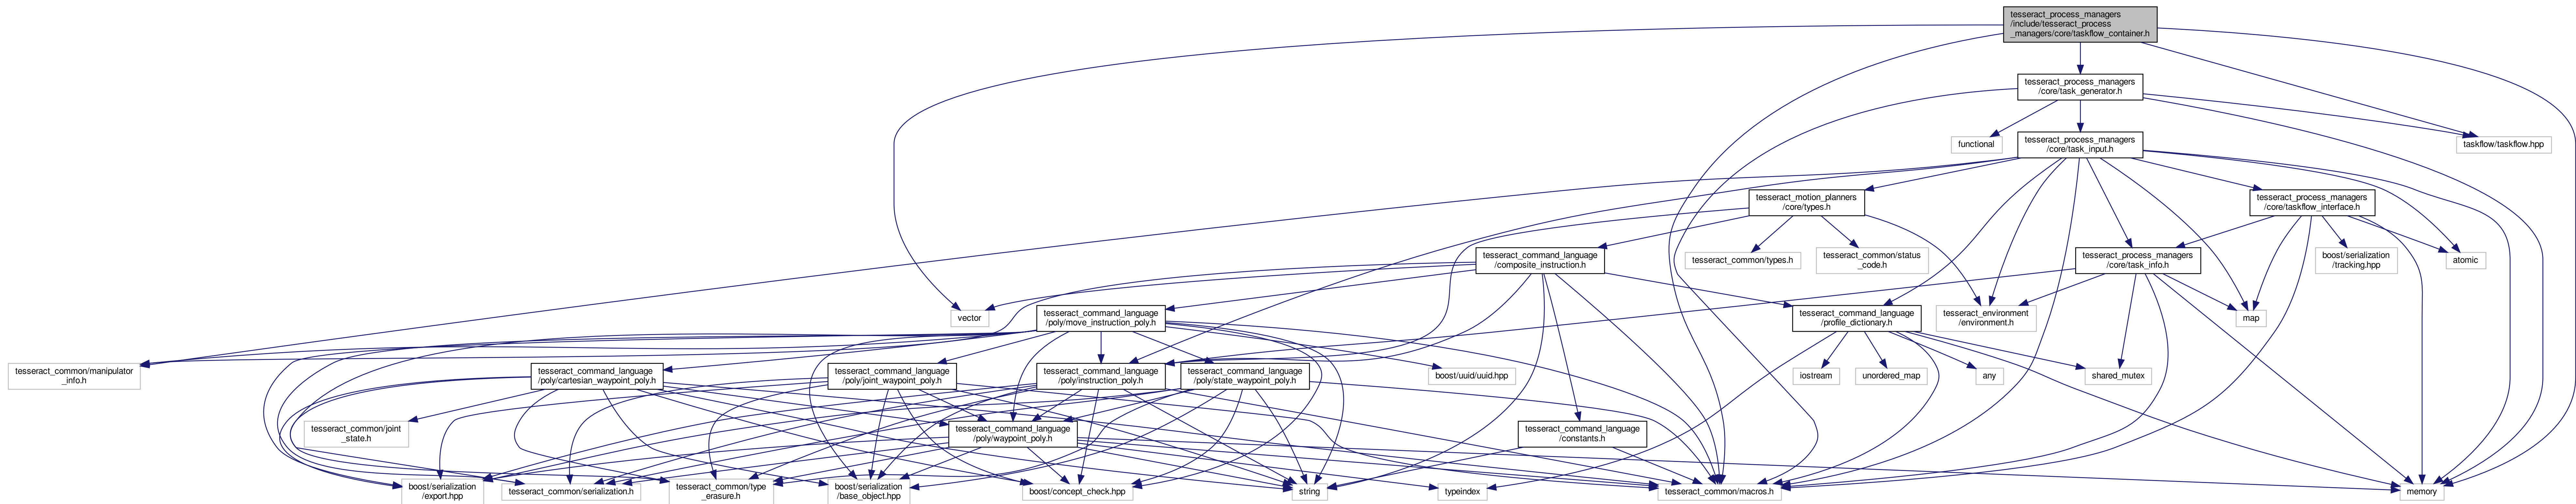 tesseract_process_managers
/include/tesseract_process
_managers/core/taskflow_container.h
tesseract_process_managers
/core/task_generator.h
functional
tesseract_process_managers
/core/task_input.h
taskflow/taskflow.hpp
tesseract_motion_planners
/core/types.h
tesseract_process_managers
/core/taskflow_interface.h
tesseract_command_language
/composite_instruction.h
tesseract_common/types.h
tesseract_common/status
_code.h
tesseract_process_managers
/core/task_info.h
boost/serialization
/tracking.hpp
atomic
vector
tesseract_command_language
/poly/move_instruction_poly.h
tesseract_command_language
/profile_dictionary.h
tesseract_environment
/environment.h
map
tesseract_common/manipulator
_info.h
tesseract_command_language
/poly/cartesian_waypoint_poly.h
tesseract_command_language
/poly/joint_waypoint_poly.h
tesseract_command_language
/poly/instruction_poly.h
tesseract_command_language
/poly/state_waypoint_poly.h
boost/uuid/uuid.hpp
iostream
unordered_map
any
shared_mutex
tesseract_common/joint
_state.h
tesseract_command_language
/poly/waypoint_poly.h
tesseract_command_language
/constants.h
boost/serialization
/export.hpp
tesseract_common/serialization.h
tesseract_common/type
_erasure.h
boost/serialization
/base_object.hpp
boost/concept_check.hpp
string
typeindex
tesseract_common/macros.h
memory